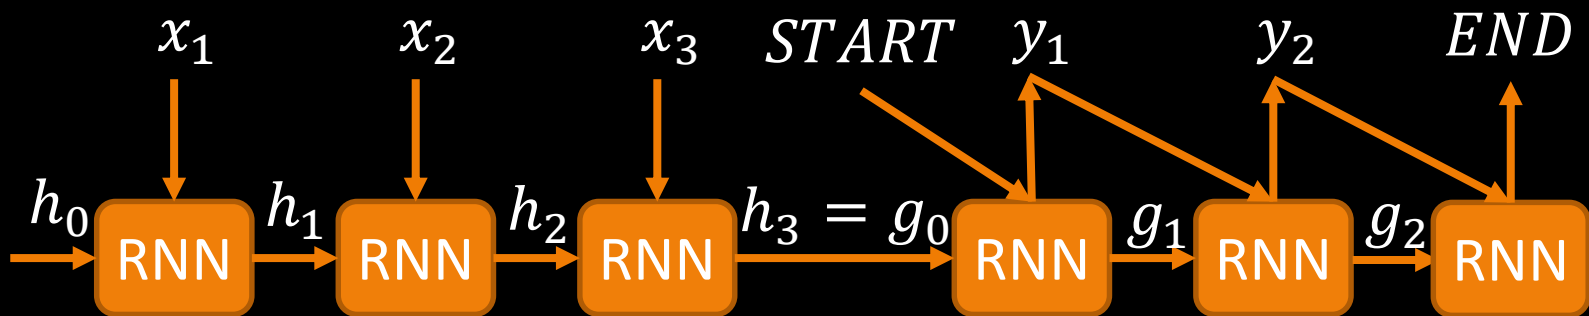 x₁ x₂ x₃ START y₁ y₂ END
h₀ h₁ h₂ h₃ = g₀ g₁ g₂
RNN RNN RNN RNN RNN RNN